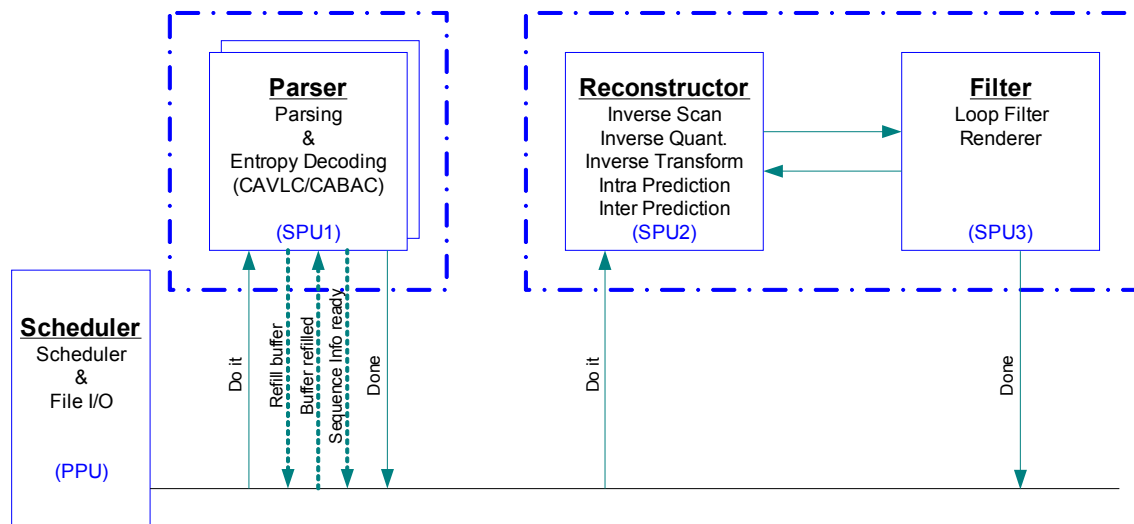 Parser
Parsing
&
Entropy Decoding
(CAVLC/CABAC)
(SPU1)
Reconstructor
Inverse Scan
Inverse Quant.
Inverse Transform
Intra Prediction
Inter Prediction
(SPU2)
Filter
Loop Filter
Renderer
(SPU3)
Scheduler
Scheduler
&
File I/O
(PPU)
Do it
Refill buffer
Buffer refilled
Sequence Info ready
Done
Do it
Done